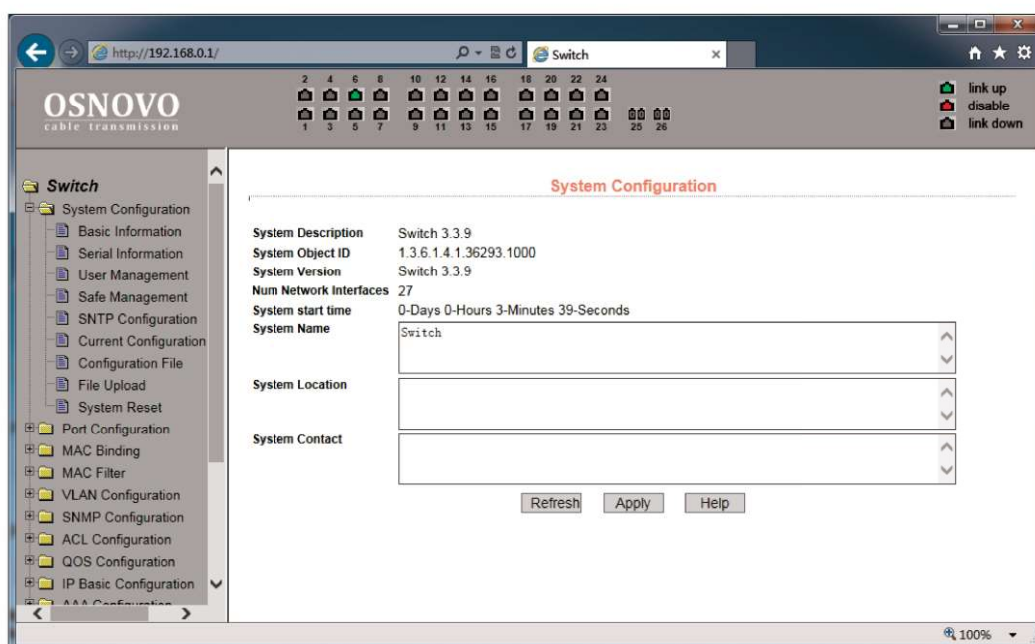 http://192.168.0.1/
Switch
OSNOVO
cable transmission
2 4 6 8 10 12 14 16 18 20 22 24
1 3 5 7 9 11 13 15 17 19 21 23 25 26
link up
disable
link down
Switch
System Configuration
Basic Information
Serial Information
User Management
Safe Management
SNTP Configuration
Current Configuration
Configuration File
File Upload
System Reset
Port Configuration
MAC Binding
MAC Filter
VLAN Configuration
SNMP Configuration
ACL Configuration
QOS Configuration
IP Basic Configuration
AAA Configuration
System Configuration
System Description Switch 3.3.9
System Object ID 1.3.6.1.4.1.36293.1000
System Version Switch 3.3.9
Num Network Interfaces 27
System start time 0-Days 0-Hours 3-Minutes 39-Seconds
System Name Switch
System Location
System Contact
Refresh Apply Help
100%